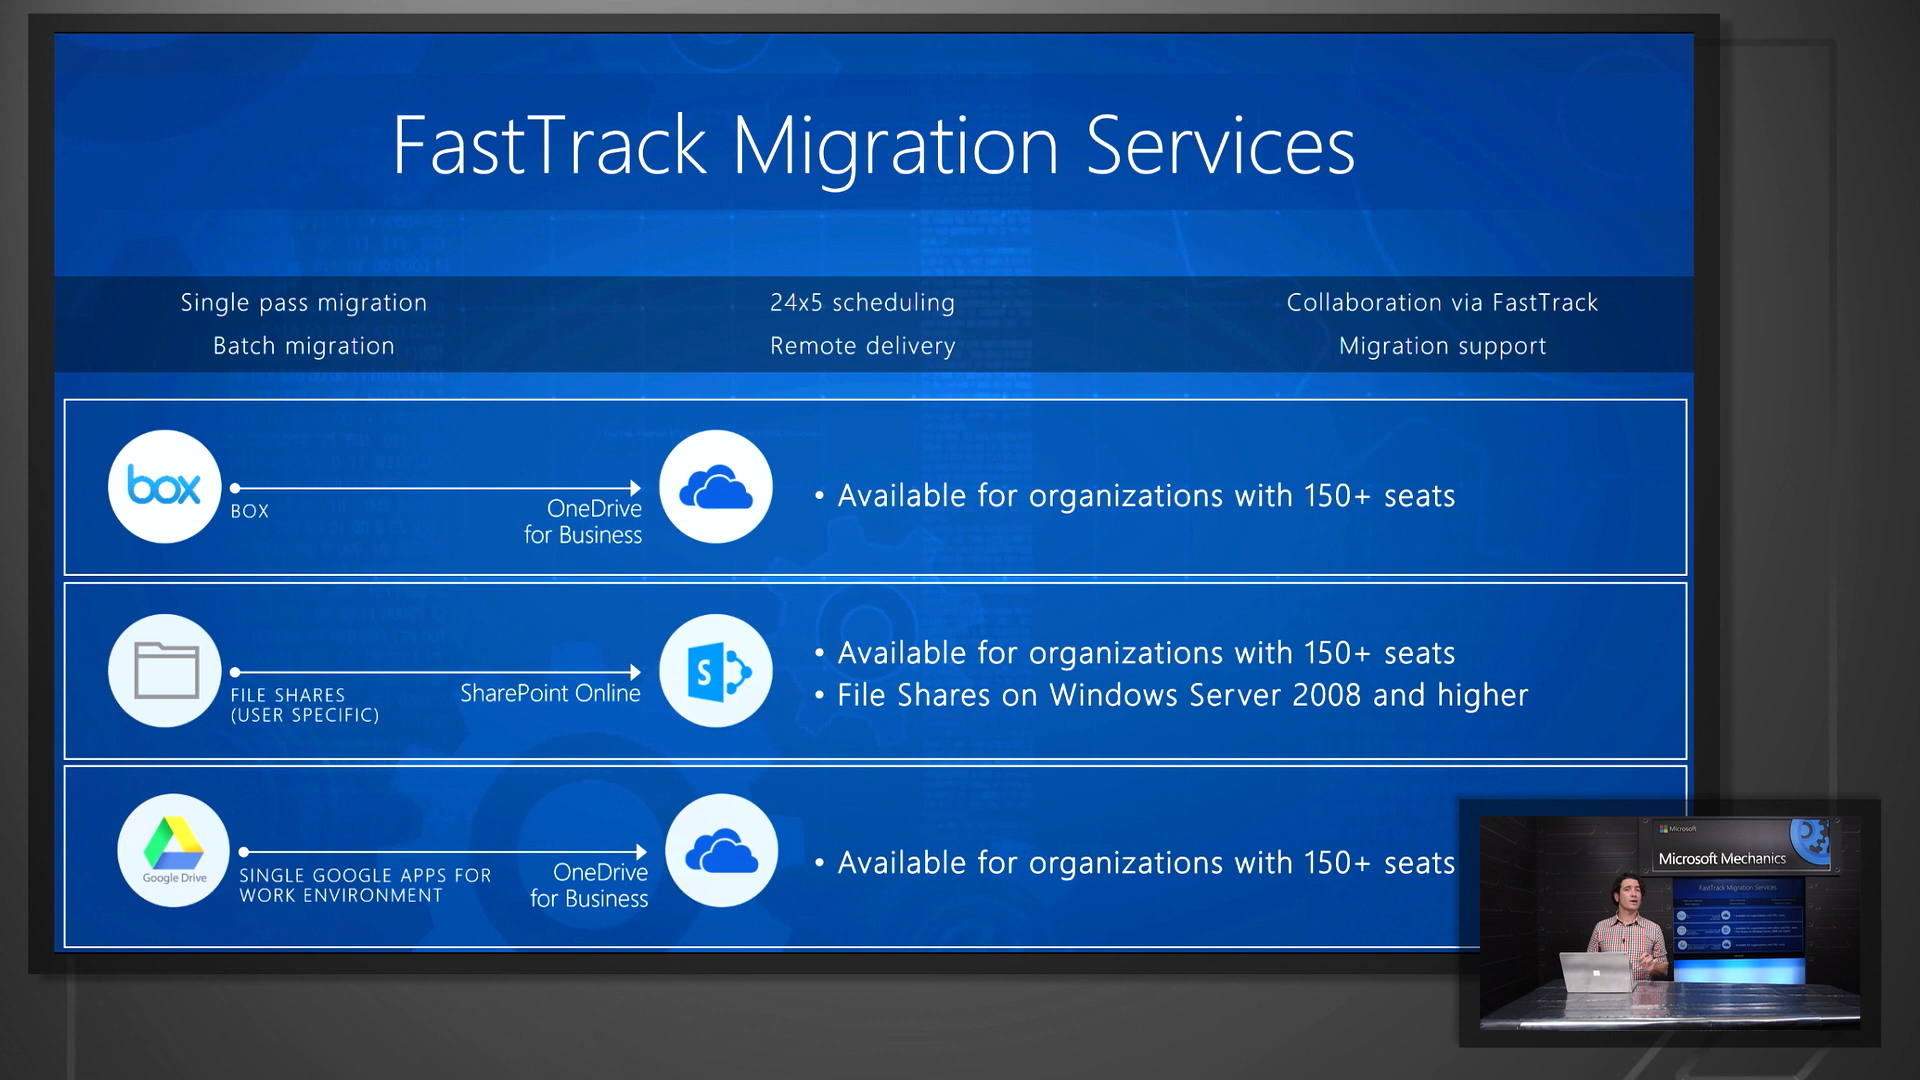 FastTrack Migration Services
Single pass migration
Batch migration
24x5 scheduling
Remote delivery
Collaboration via FastTrack
Migration support
box
BOX
OneDrive
for Business
• Available for organizations with 150+ seats
FILE SHARES
(USER SPECIFIC)
SharePoint Online
S
• Available for organizations with 150+ seats
• File Shares on Windows Server 2008 and higher
Google Drive
SINGLE GOOGLE APPS FOR
WORK ENVIRONMENT
OneDrive
for Business
• Available for organizations with 150+ seats
Microsoft
Microsoft Mechanics
FastTrack Migration Services